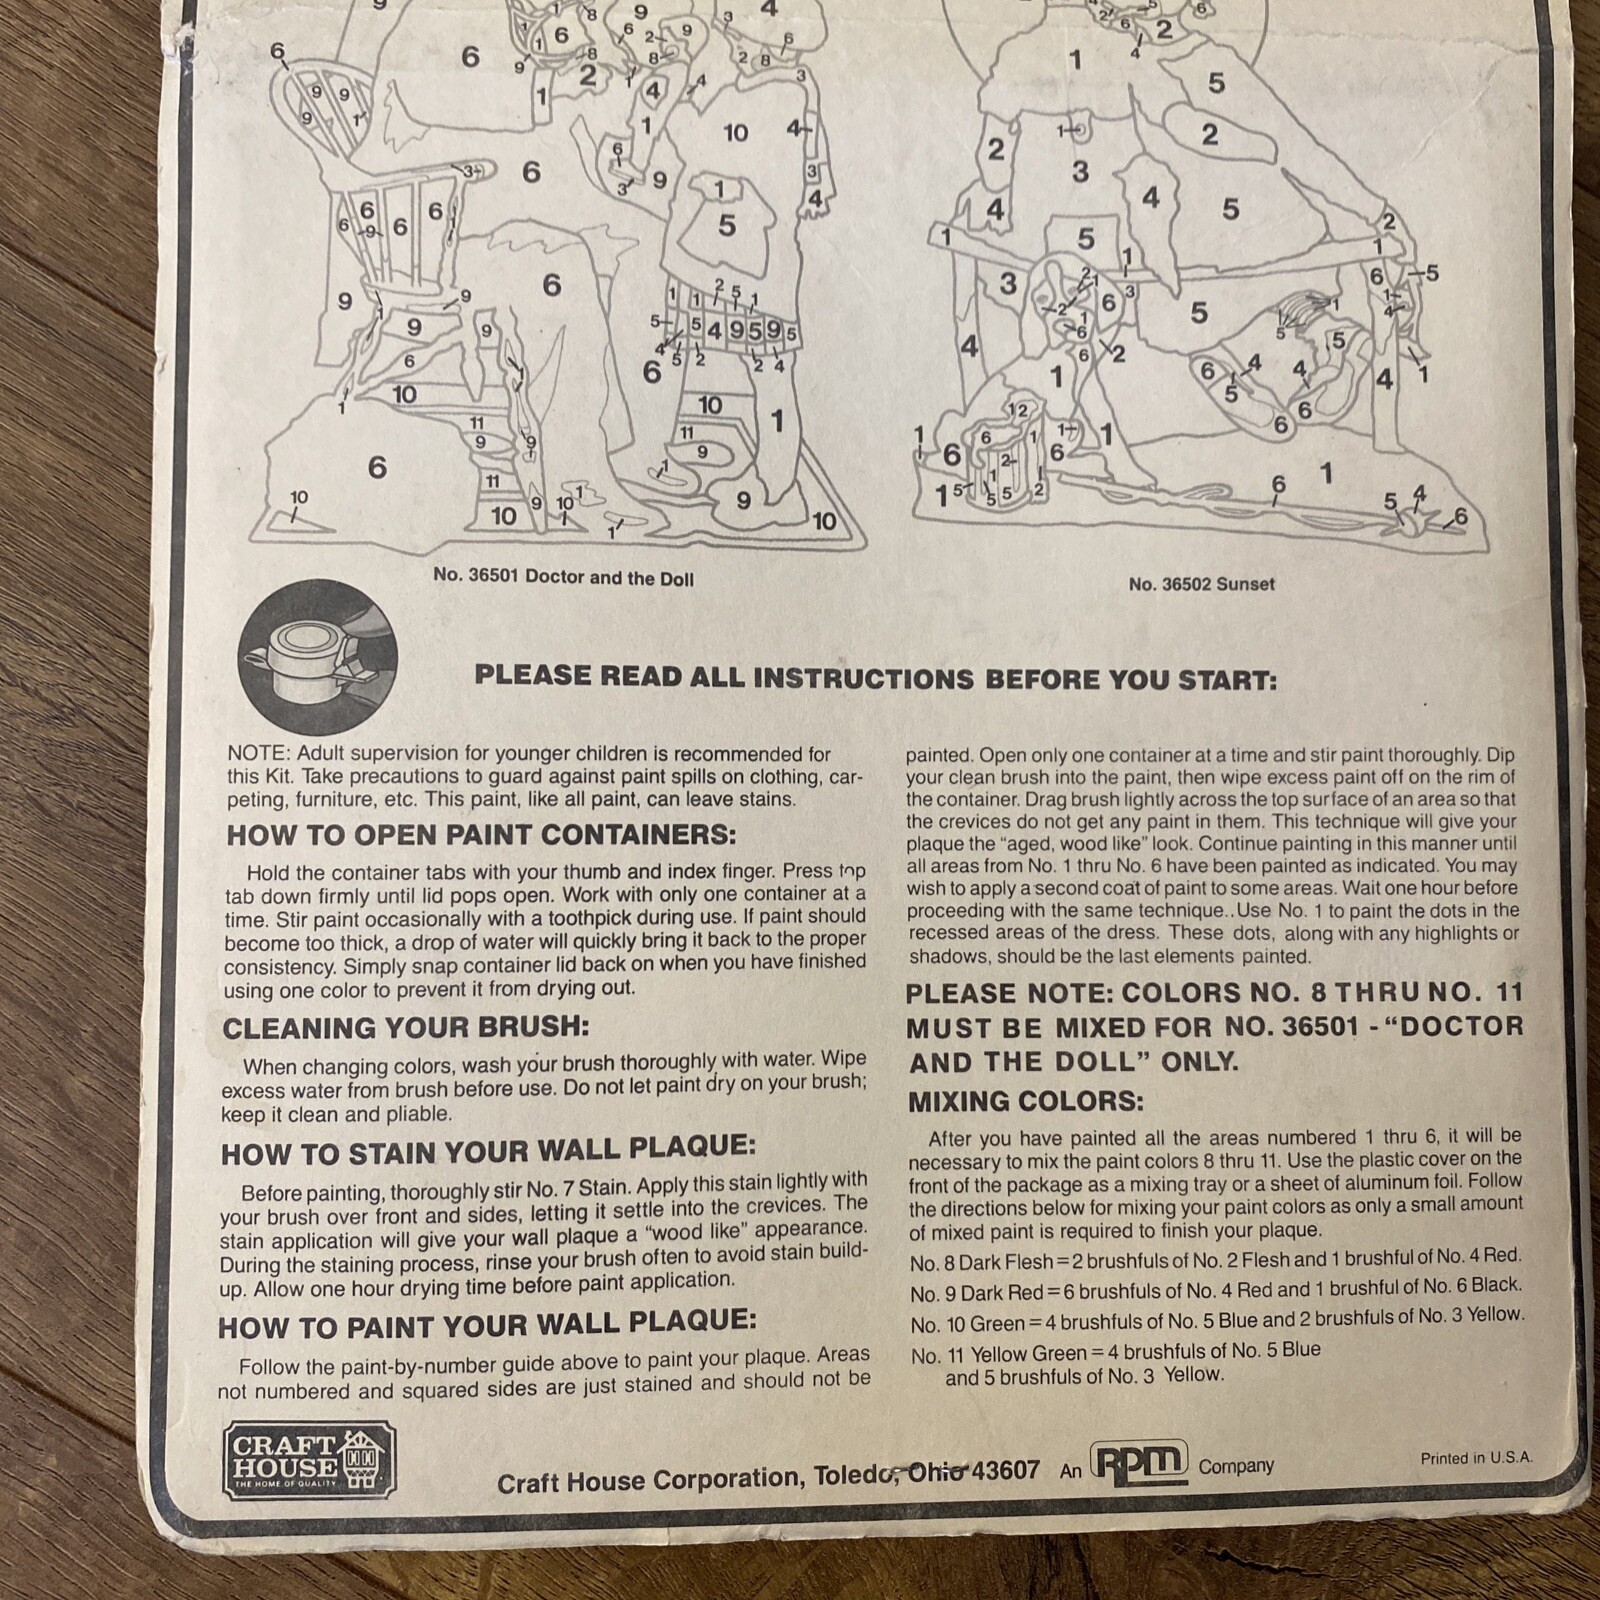 No. 36501 Doctor and the Doll
No. 36502 Sunset
PLEASE READ ALL INSTRUCTIONS BEFORE YOU START:
NOTE: Adult supervision for younger children is recommended for
this Kit. Take precautions to guard against paint spills on clothing, car-
peting, furniture, etc. This paint, like all paint, can leave stains.
HOW TO OPEN PAINT CONTAINERS:
Hold the container tabs with your thumb and index finger. Press top
tab down firmly until lid pops open. Work with only one container at a
time. Stir paint occasionally with a toothpick during use. If paint should
become too thick, a drop of water will quickly bring it back to the proper
consistency. Simply snap container lid back on when you have finished
using one color to prevent it from drying out.
CLEANING YOUR BRUSH:
When changing colors, wash your brush thoroughly with water. Wipe
excess water from brush before use. Do not let paint dry on your brush;
keep it clean and pliable.
HOW TO STAIN YOUR WALL PLAQUE:
Before painting, thoroughly stir No. 7 Stain. Apply this stain lightly with
your brush over front and sides, letting it settle into the crevices. The
stain application will give your wall plaque a “wood like” appearance.
During the staining process, rinse your brush often to avoid stain build-
up. Allow one hour drying time before paint application.
HOW TO PAINT YOUR WALL PLAQUE:
Follow the paint-by-number guide above to paint your plaque. Areas
not numbered and squared sides are just stained and should not be
painted. Open only one container at a time and stir paint thoroughly. Dip
your clean brush into the paint, then wipe excess paint off on the rim of
the container. Drag brush lightly across the top surface of an area so that
the crevices do not get any paint in them. This technique will give your
plaque the “aged, wood like” look. Continue painting in this manner until
all areas from No. 1 thru No. 6 have been painted as indicated. You may
wish to apply a second coat of paint to some areas. Wait one hour before
proceeding with the same technique.. Use No. 1 to paint the dots in the
recessed areas of the dress. These dots, along with any highlights or
shadows, should be the last elements painted.
PLEASE NOTE: COLORS NO. 8 THRU NO. 11
MUST BE MIXED FOR NO. 36501 - “DOCTOR
AND THE DOLL” ONLY.
MIXING COLORS:
After you have painted all the areas numbered 1 thru 6, it will be
necessary to mix the paint colors 8 thru 11. Use the plastic cover on the
front of the package as a mixing tray or a sheet of aluminum foil. Follow
the directions below for mixing your paint colors as only a small amount
of mixed paint is required to finish your plaque.
No. 8 Dark Flesh = 2 brushfuls of No. 2 Flesh and 1 brushful of No. 4 Red.
No. 9 Dark Red = 6 brushfuls of No. 4 Red and 1 brushful of No. 6 Black.
No. 10 Green = 4 brushfuls of No. 5 Blue and 2 brushfuls of No. 3 Yellow.
No. 11 Yellow Green = 4 brushfuls of No. 5 Blue
and 5 brushfuls of No. 3 Yellow.
CRAFT
HOUSE
THE HOME OF QUALITY
Craft House Corporation, Toledo, Ohio 43607 An RPM Company
Printed in U.S.A.